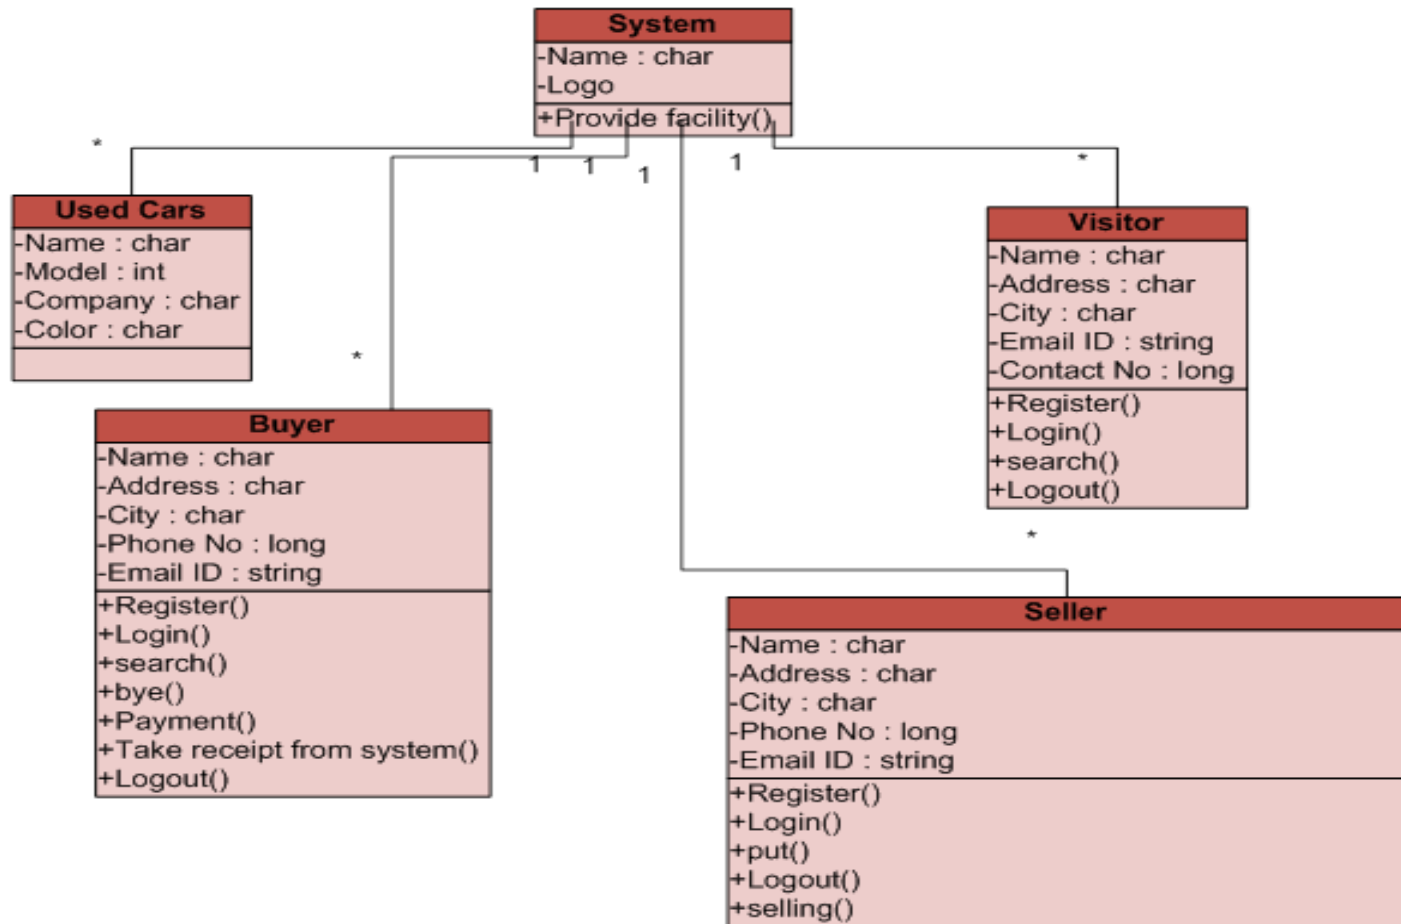 System
-Name : char
-Logo
+Provide facility()
*
1
1
1
1
*
Used Cars
-Name : char
-Model : int
-Company : char
-Color : char
Visitor
-Name : char
-Address : char
-City : char
-Email ID : string
-Contact No : long
+Register()
+Login()
+search()
+Logout()
*
Buyer
-Name : char
-Address : char
-City : char
-Phone No : long
-Email ID : string
+Register()
+Login()
+search()
+bye()
+Payment()
+Take receipt from system()
+Logout()
*
Seller
-Name : char
-Address : char
-City : char
-Phone No : long
-Email ID : string
+Register()
+Login()
+put()
+Logout()
+selling()